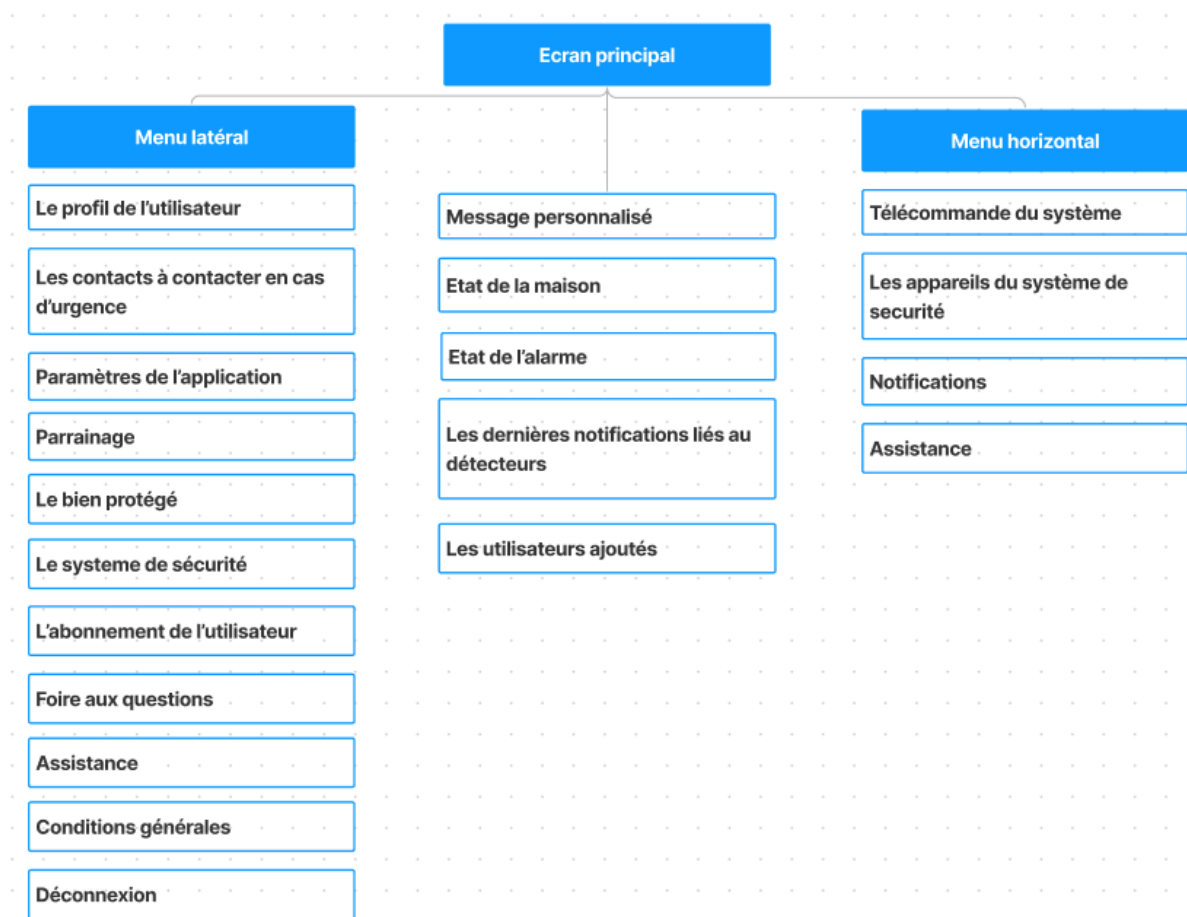 Ecran principal
Menu latéral
Le profil de l’utilisateur
Les contacts à contacter en cas
d’urgence
Paramètres de l’application
Parrainage
Le bien protégé
Le systeme de sécurité
L’abonnement de l’utilisateur
Foire aux questions
Assistance
Conditions générales
Déconnexion
Message personnalisé
Etat de la maison
Etat de l’alarme
Les dernières notifications liés au
détecteurs
Les utilisateurs ajoutés
Menu horizontal
Télécommande du système
Les appareils du système de
securité
Notifications
Assistance